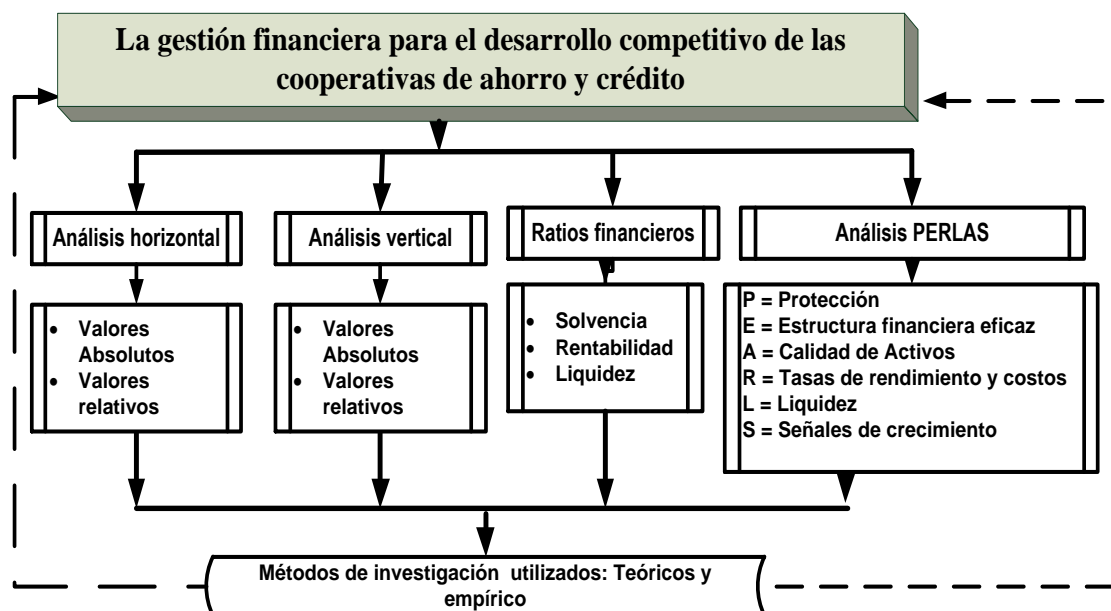 La gestión financiera para el desarrollo competitivo de las
cooperativas de ahorro y crédito
Análisis horizontal
Análisis vertical
Ratios financieros
Análisis PERLAS
• Valores
Absolutos
• Valores
relativos
• Valores
Absolutos
• Valores
relativos
• Solvencia
• Rentabilidad
• Liquidez
P = Protección
E = Estructura financiera eficaz
A = Calidad de Activos
R = Tasas de rendimiento y costos
L = Liquidez
S = Señales de crecimiento
Métodos de investigación utilizados: Teóricos y
empírico